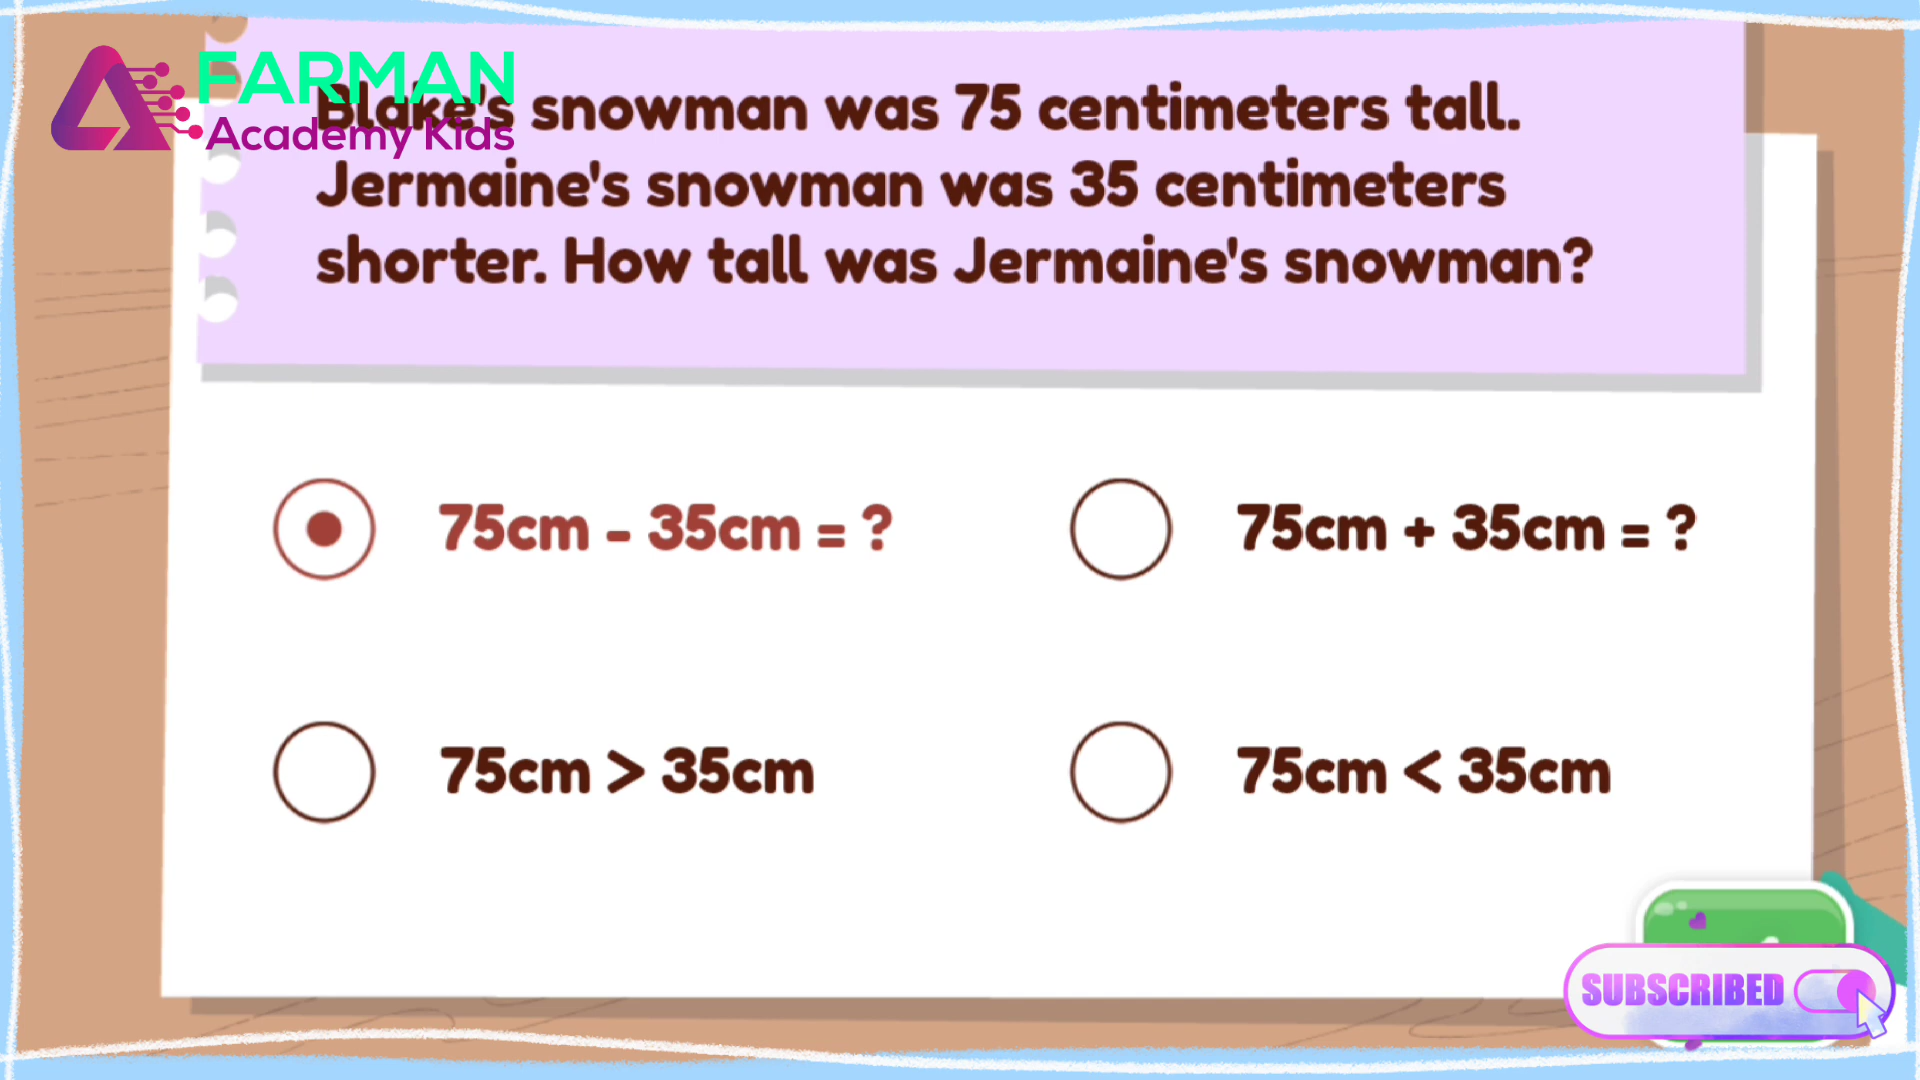 FARMAN
Academy Kids
Blake's snowman was 75 centimeters tall.
Jermaine's snowman was 35 centimeters
shorter. How tall was Jermaine's snowman?
75cm - 35cm = ?
75cm + 35cm = ?
75cm > 35cm
75cm < 35cm
SUBSCRIBED